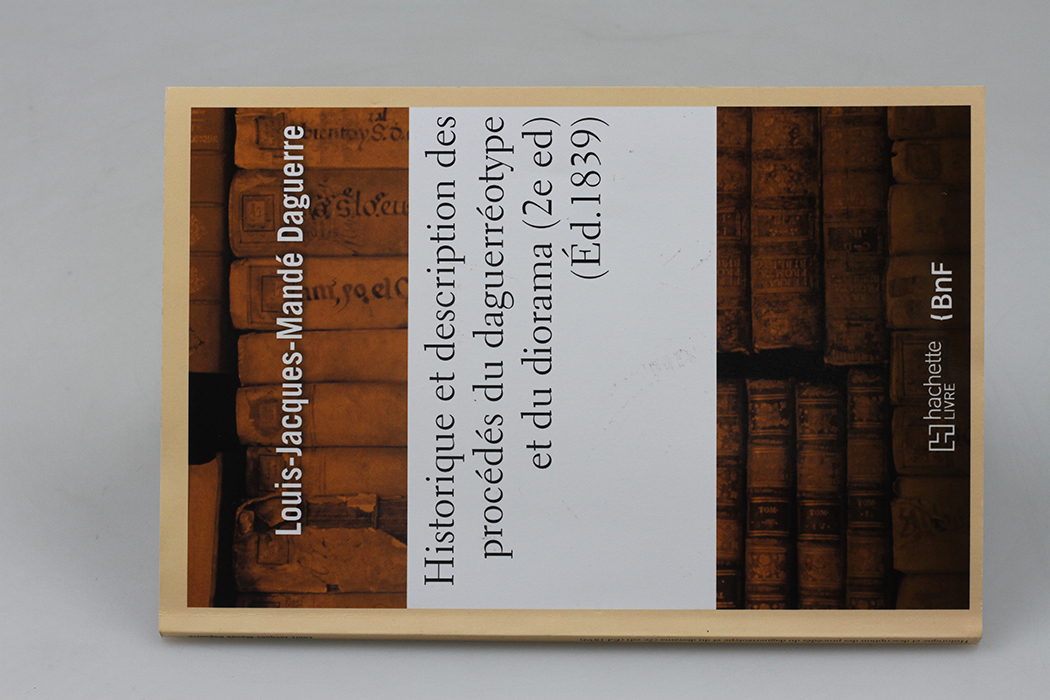 Louis-Jacques-Mandé Daguerre
Historique et description des
procédés du daguerréotype
et du diorama (2e ed)
(Éd.1839)
hachette
LIVRE
{BnF